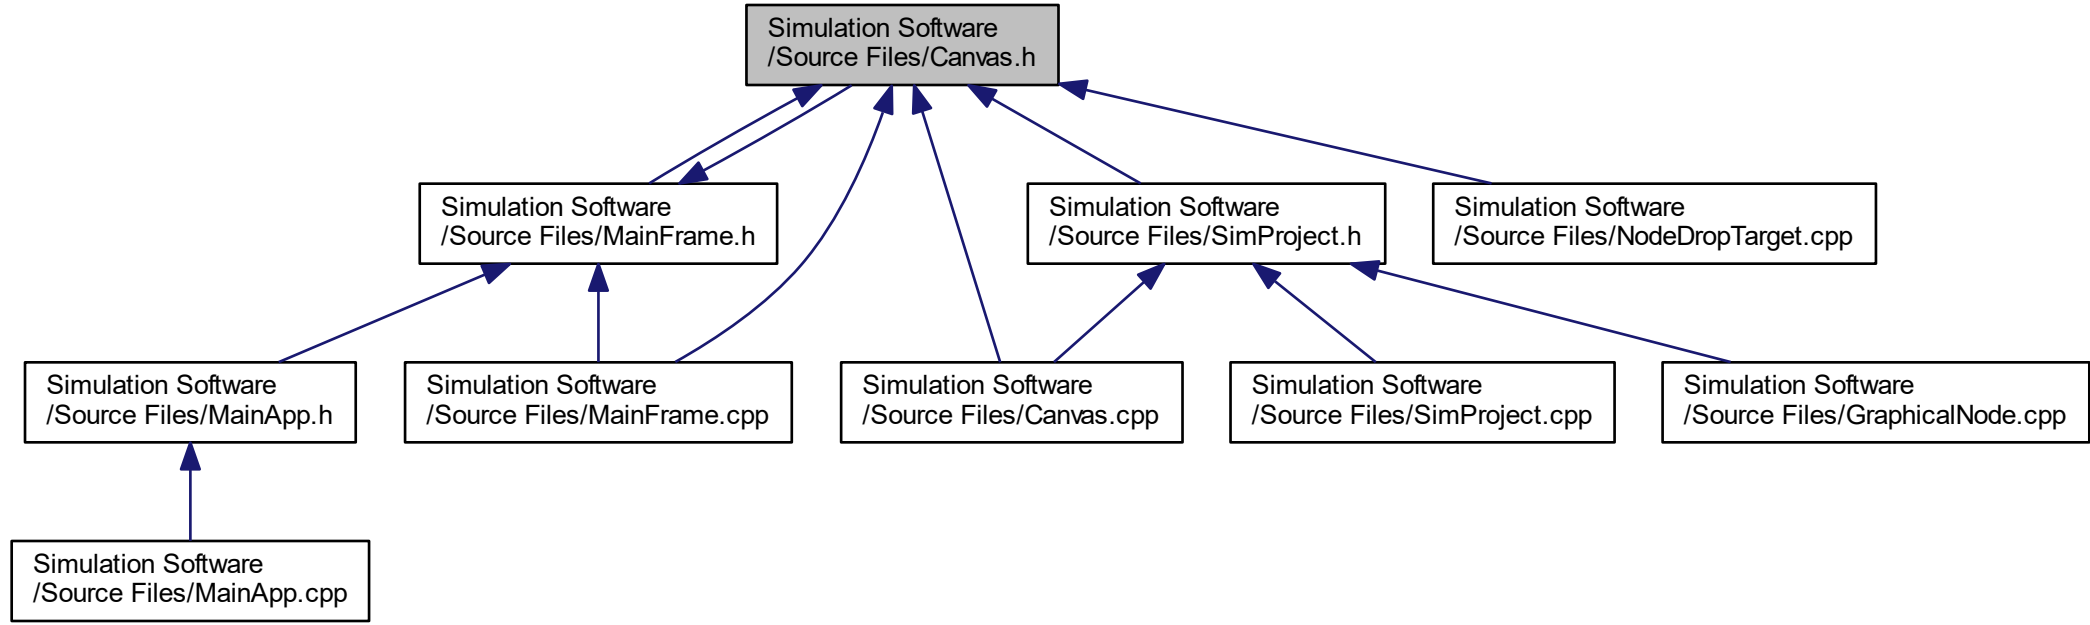 Simulation Software
/Source Files/Canvas.h
Simulation Software
/Source Files/MainFrame.h
Simulation Software
/Source Files/SimProject.h
Simulation Software
/Source Files/NodeDropTarget.cpp
Simulation Software
/Source Files/MainApp.h
Simulation Software
/Source Files/MainFrame.cpp
Simulation Software
/Source Files/Canvas.cpp
Simulation Software
/Source Files/SimProject.cpp
Simulation Software
/Source Files/GraphicalNode.cpp
Simulation Software
/Source Files/MainApp.cpp